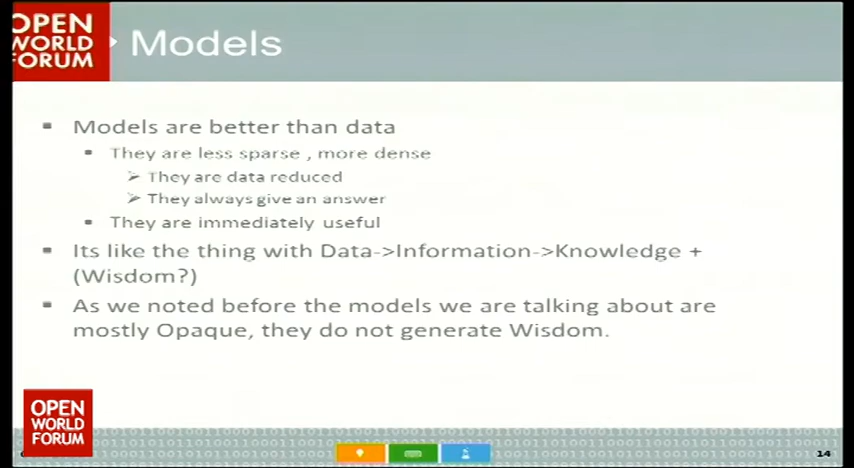 OPEN
WORLD
FORUM
Models
Models are better than data
They are less sparse , more dense
They are data reduced
They always give an answer
They are immediately useful
Its like the thing with Data->Information->Knowledge +
(Wisdom?)
As we noted before the models we are talking about are
mostly Opaque, they do not generate Wisdom.
OPEN
WORLD
FORUM
14